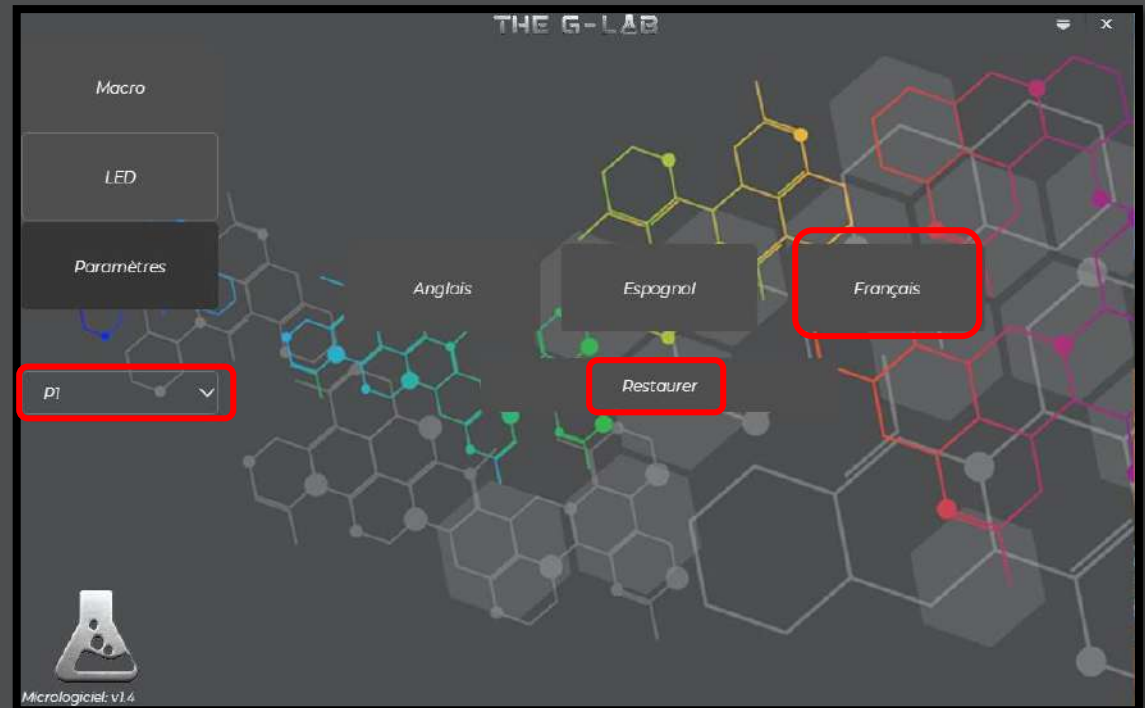 THE G-LAB
Macro
LED
Paramètres
Anglais
Espagnol
Français
P1
Restaurer
Micrologiciel: v1.4